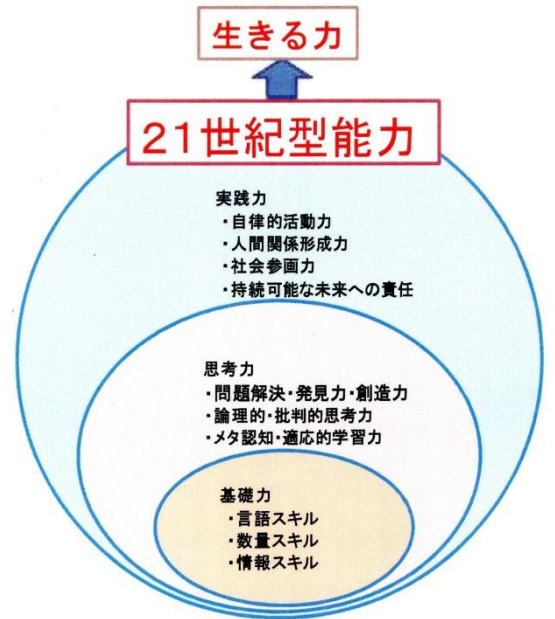 生きる力
21世紀型能力
実践力
・自律的活動力
・人間関係形成力
・社会参画力
・持続可能な未来への責任
思考力
・問題解決・発見力・創造力
・論理的・批判的思考力
・メタ認知・適応的学習力
基礎力
・言語スキル
・数量スキル
・情報スキル